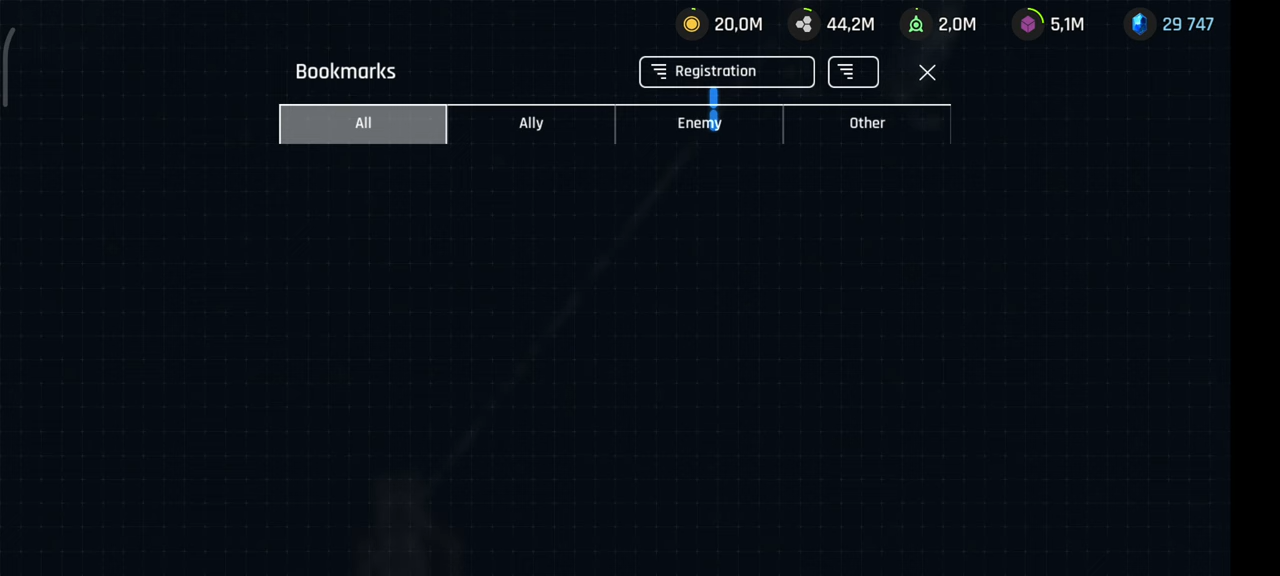 20,0M 44,2M 2,0M 5,1M 29 747
Bookmarks Registration
All Ally Enemy Other